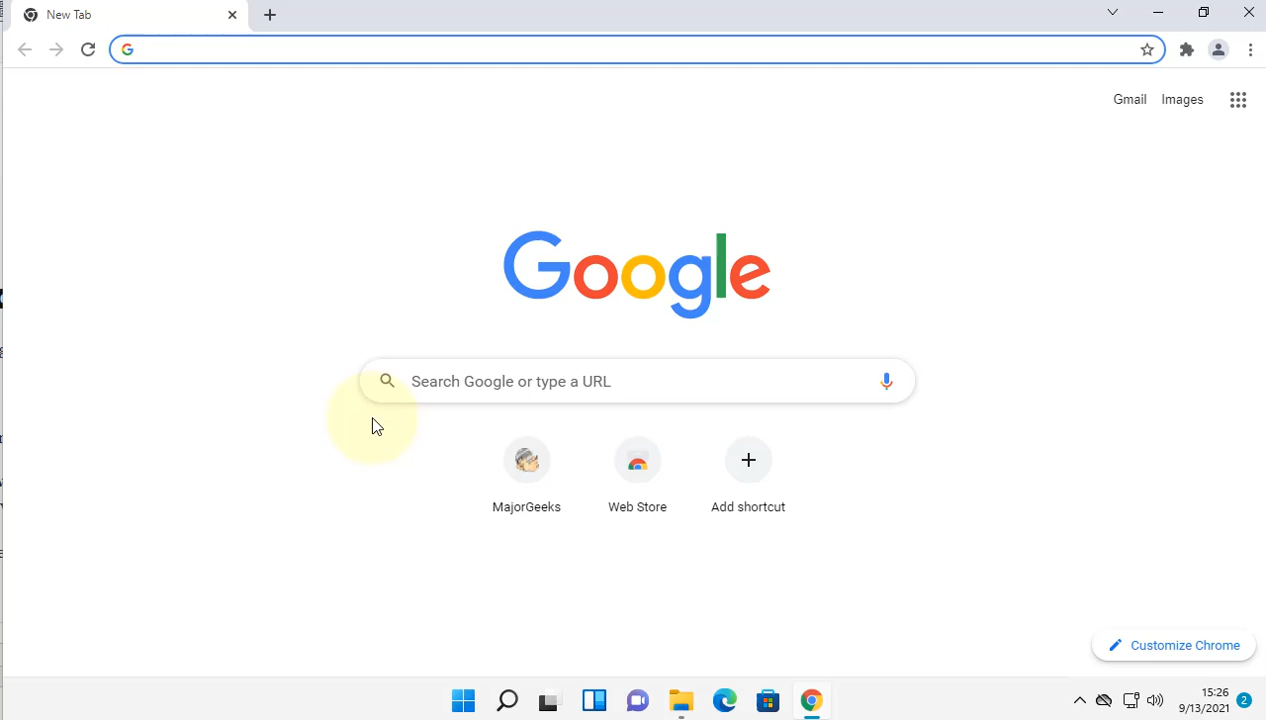 New Tab
Gmail Images
Google
Search Google or type a URL
MajorGeeks Web Store Add shortcut
Customize Chrome
15:26
9/13/2021
2